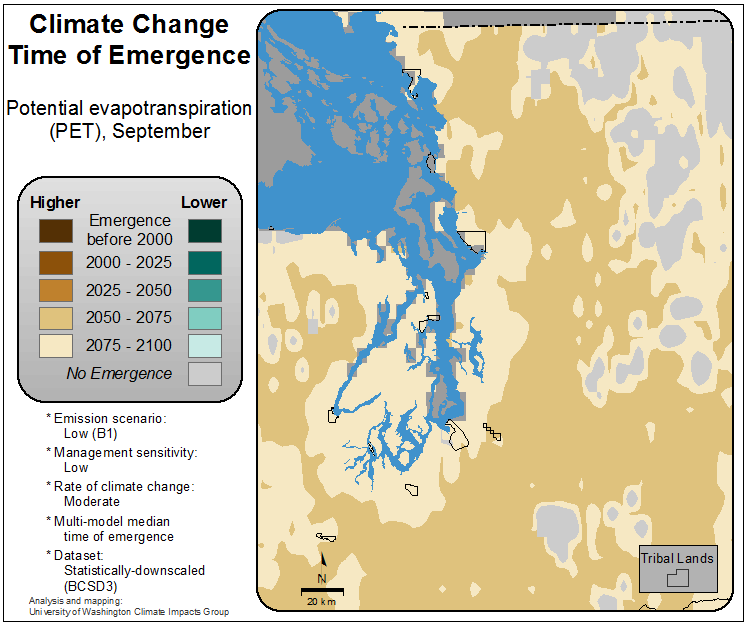 Climate Change
Time of Emergence
Potential evapotranspiration
(PET), September
Higher
Lower
Emergence
before 2000
2000 - 2025
2025 - 2050
2050 - 2075
2075 - 2100
No Emergence
* Emission scenario:
Low (B1)
* Management sensitivity:
Low
* Rate of climate change:
Moderate
* Multi-model median
time of emergence
* Dataset:
Statistically-downscaled
(BCSD3)
Analysis and mapping:
University of Washington Climate Impacts Group
N
20 km
Tribal Lands